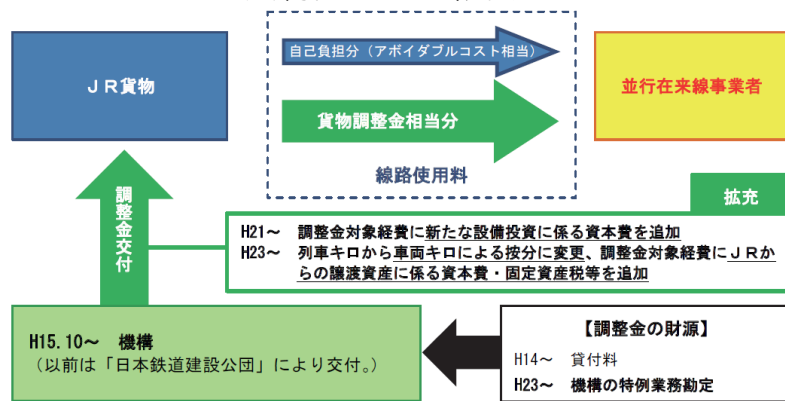 自己負担分（アボイダブルコスト相当）
ＪＲ貨物
並行在来線事業者
貨物調整金相当分
線路使用料
調整金交付
拡充
H21～　調整金対象経費に新たな設備投資に係る資本費を追加
H23～　列車キロから車両キロによる按分に変更、調整金対象経費にＪＲか
らの譲渡資産に係る資本費・固定資産税等を追加
H15.10～　機構
（以前は「日本鉄道建設公団」により交付。）
【調整金の財源】
H14～　貸付料
H23～　機構の特例業務勘定